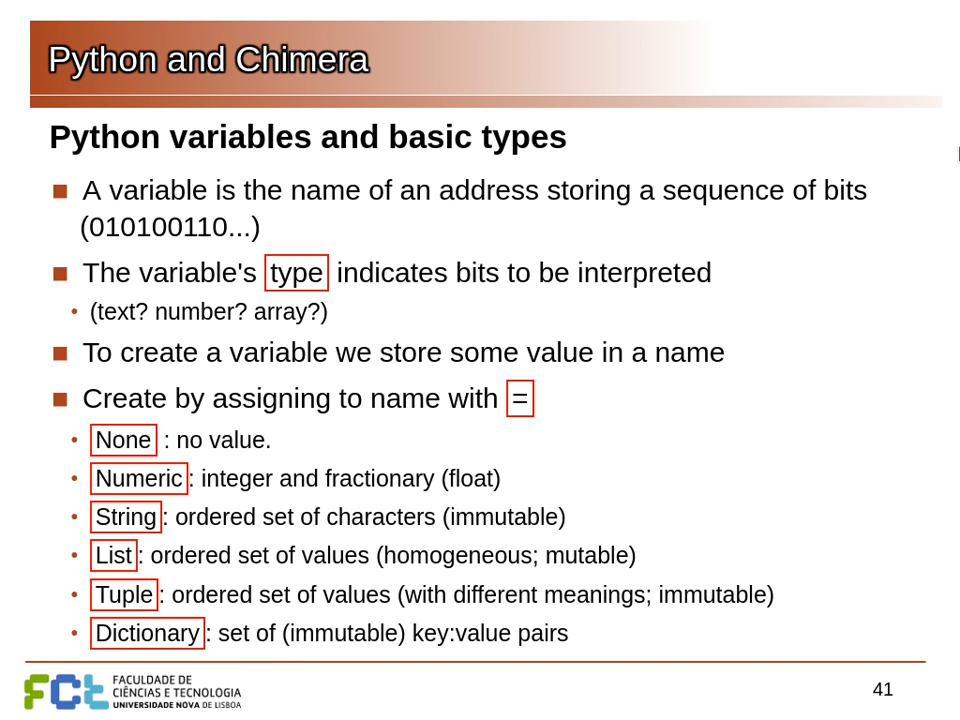 Python and Chimera
Python variables and basic types
A variable is the name of an address storing a sequence of bits
(010100110...)
The variable's type indicates bits to be interpreted
(text? number? array?)
To create a variable we store some value in a name
Create by assigning to name with =
None : no value.
Numeric: integer and fractionary (float)
String: ordered set of characters (immutable)
List: ordered set of values (homogeneous; mutable)
Tuple: ordered set of values (with different meanings; immutable)
Dictionary: set of (immutable) key:value pairs
FCt
FACULDADE DE
CIÊNCIAS E TECNOLOGIA
UNIVERSIDADE NOVA DE LISBOA
41